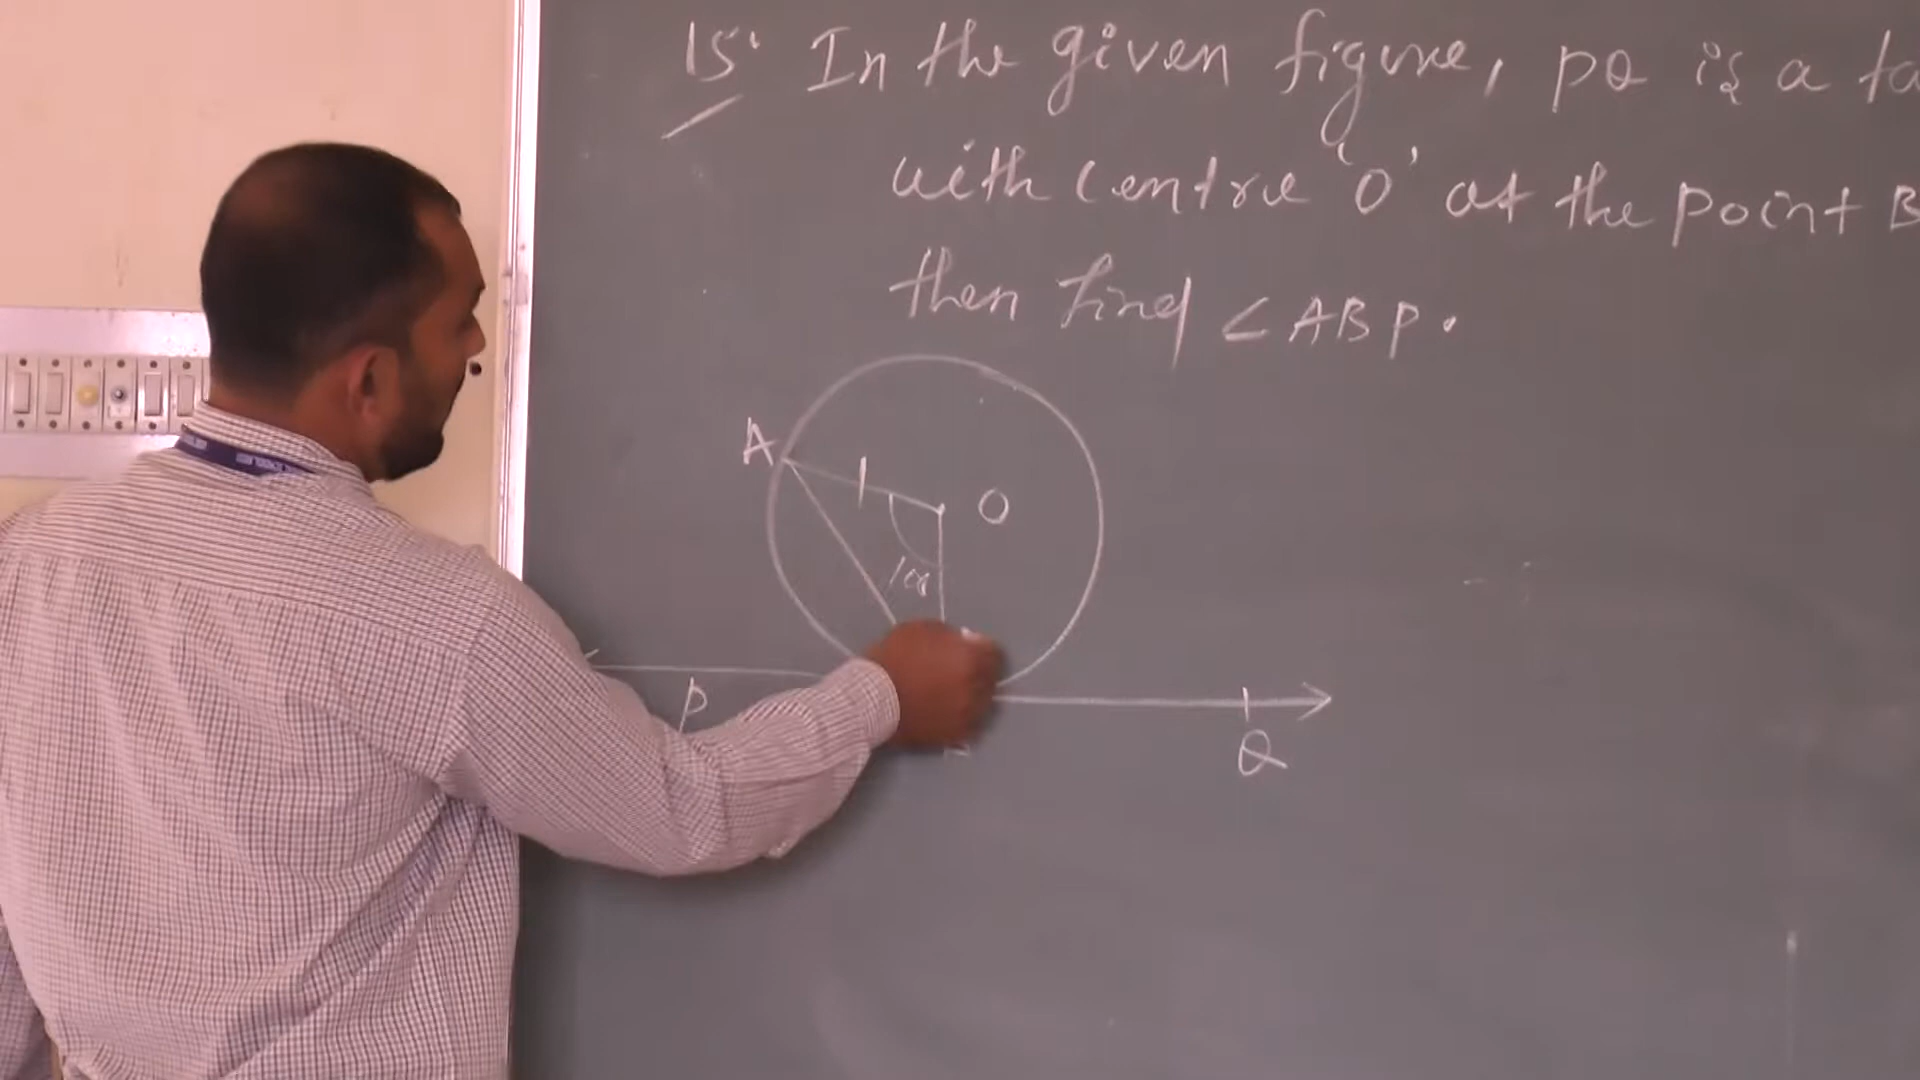 15. In the given figure, PQ is a ta
with centre 'O' at the point B
then find ∠ABP.
A
O
100
P
Q